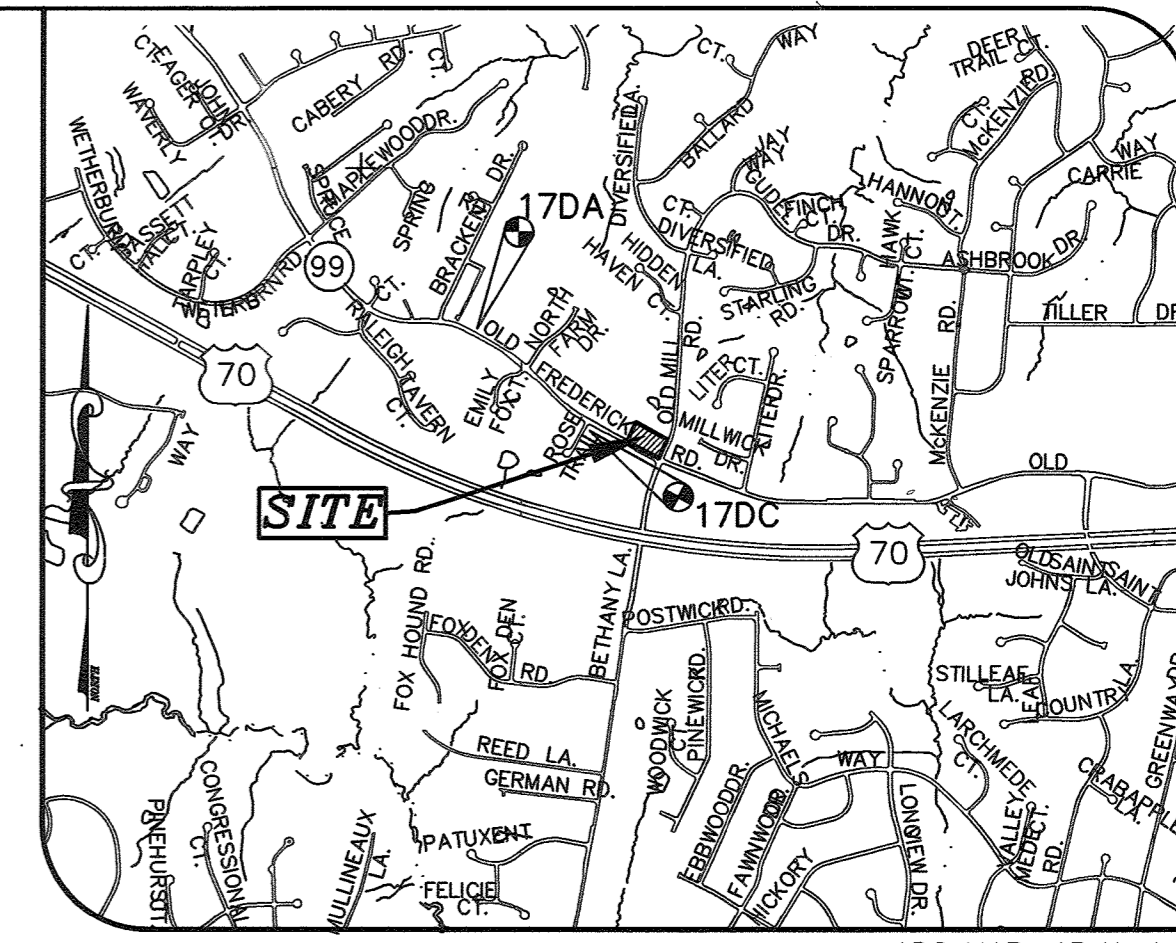 WAY
CT.
DEER
TRAIL CT.
EAGER
CT.
JOHN
DR.
CABERY RD.
CT.
WAVERLY
MAPLEWOOD DR.
DIVERSIFIED LA.
BALLARD
CT.
McKENZIE RD.
WAY
CARRIE
JAY
WAY
GUDE
FINCH
CT.
DR.
HANNON CT.
HAWK
CT.
ASHBROOK DR.
WETHERBURN
CT.
TARPLEY
CT.
WETHERBURN RD.
SPRUCE
SPRING
BRACKEN DR.
17DA
CT.
DIVERSIFIED
LA.
HIDDEN
HAVEN CT.
STARLING
RD.
SPARROW CT.
TILLER DR
99
CT.
RALEIGH TAVERN
CT.
OLD
NORTH
FARM
DR.
FREDERICK
RD.
EMILY
FOX CT.
ROSE
OLD MILL RD.
LITER CT.
LITER DR.
MILLWICK
DR.
McKENZIE RD.
OLD
70
WAY
SITE
17DC
70
OLD SAINT
JOHNS LA.
SAINT
FOX HOUND RD.
FOX DEN RD
FOX DEN
CT.
BETHANY LA.
POSTWICK RD.
PINEWICK RD.
WOODWICK
CT.
MICHAELS WAY
STILLEAF
LA.
COUNTRY LA.
LARCHMEDE
CT.
GREENWAY DR
CRABAPPLE
LA.
REED LA.
GERMAN RD.
PATUXENT
FELICIE
CT.
MULLINEAUX
LA.
CONGRESSIONAL
CT.
PINEHURST
CT.
EBBWOOD DR.
FAWNWOOD DR.
HICKORY
LONGVIEW DR.
VALLEY
MEDE CT.
RD.